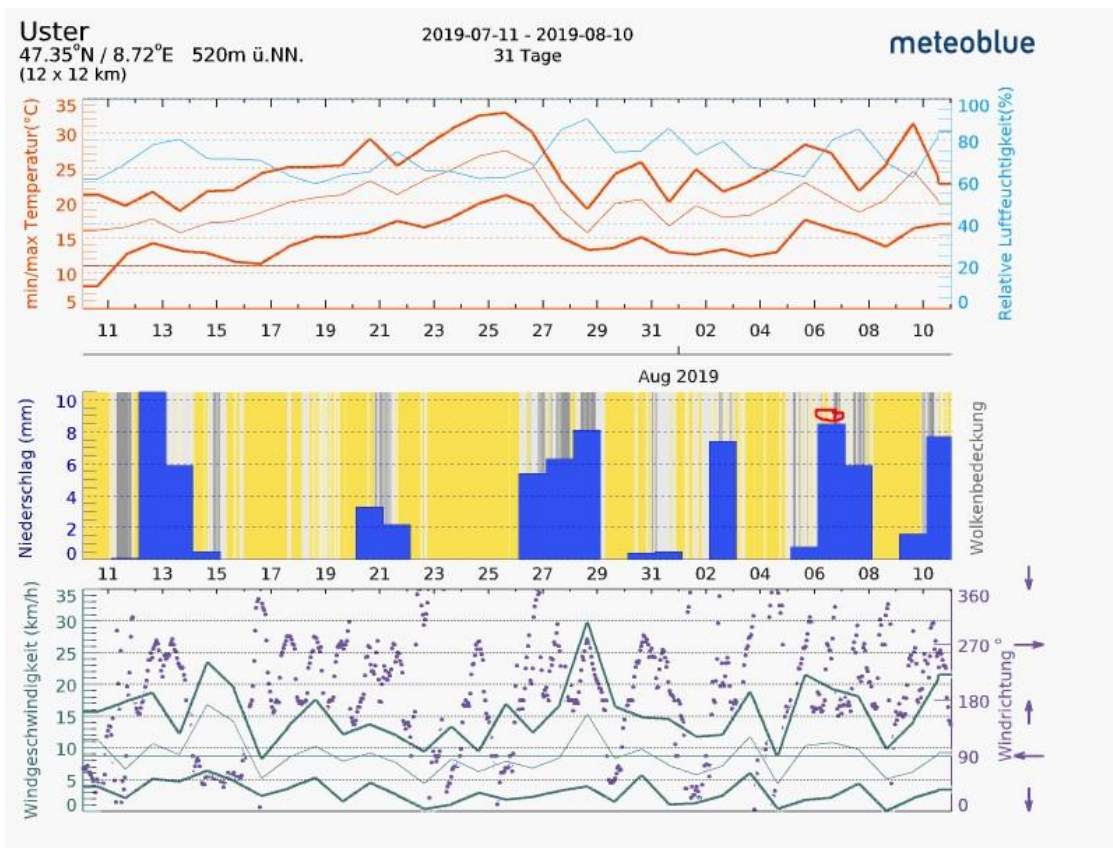 Uster
47.35°N / 8.72°E 520m ü.NN.
(12 x 12 km)
2019-07-11 - 2019-08-10
31 Tage
meteoblue
min/max Temperatur(°C)
35
30
25
20
15
10
5
100
80
60
40
20
0
Relative Luftfeuchtigkeit(%)
11 13 15 17 19 21 23 25 27 29 31 02 04 06 08 10
Aug 2019
Niederschlag (mm)
10
8
6
4
2
0
Wolkenbedeckung
11 13 15 17 19 21 23 25 27 29 31 02 04 06 08 10
Windgeschwindigkeit (km/h)
35
30
25
20
15
10
5
0
360
270
180
90
0
Windrichtung °